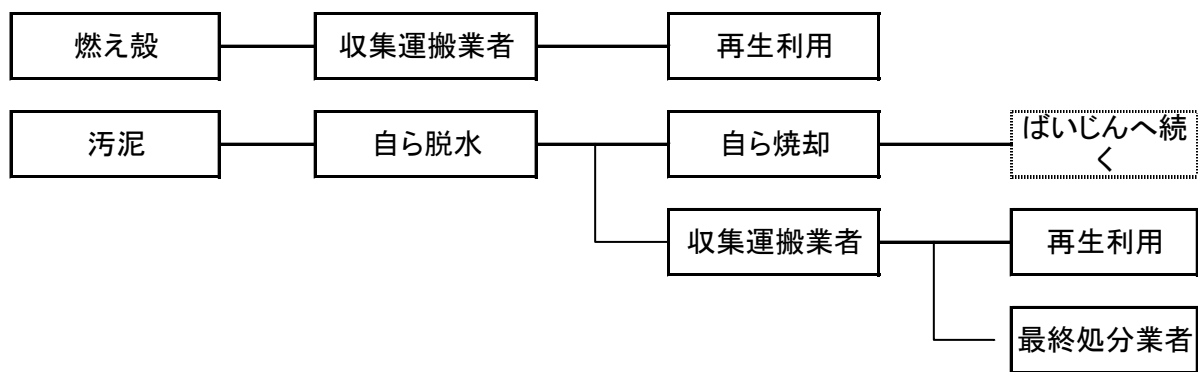 燃え殻
収集運搬業者
再生利用
汚泥
自ら脱水
自ら焼却
ばいじんへ続
く
収集運搬業者
再生利用
最終処分業者